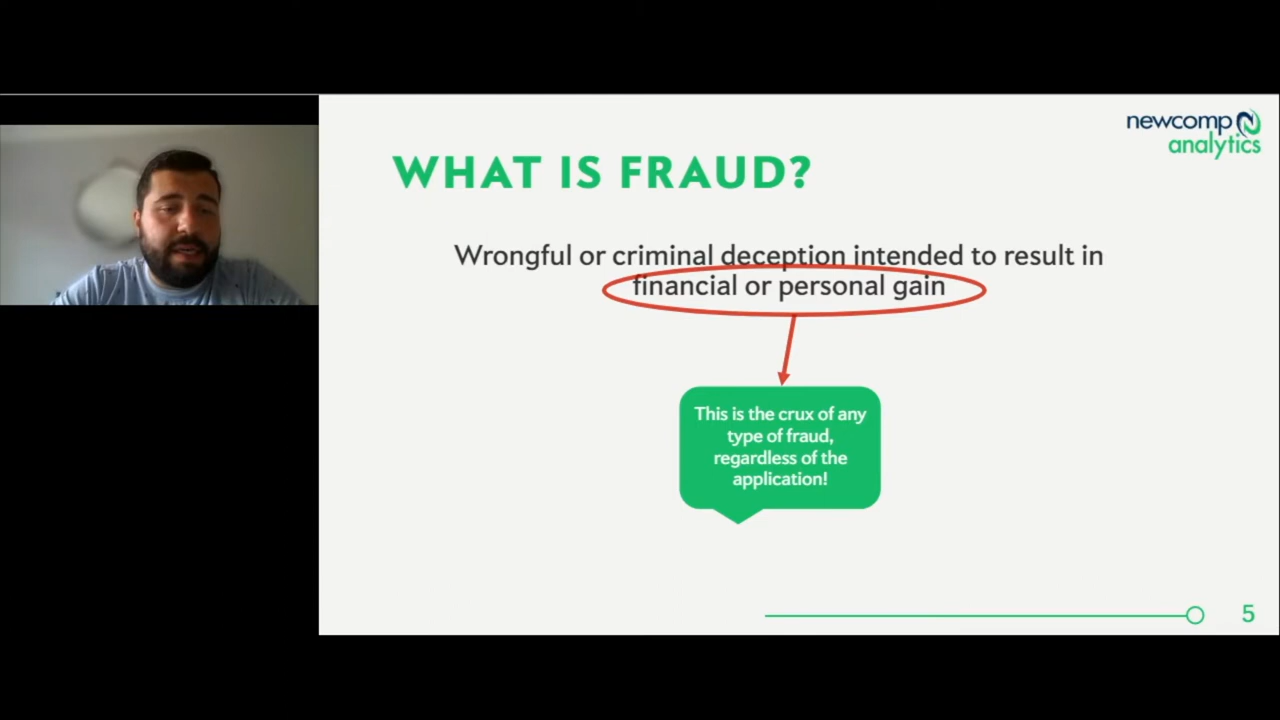 newcomp
analytics
WHAT IS FRAUD?
Wrongful or criminal deception intended to result in
financial or personal gain
This is the crux of any
type of fraud,
regardless of the
application!
5